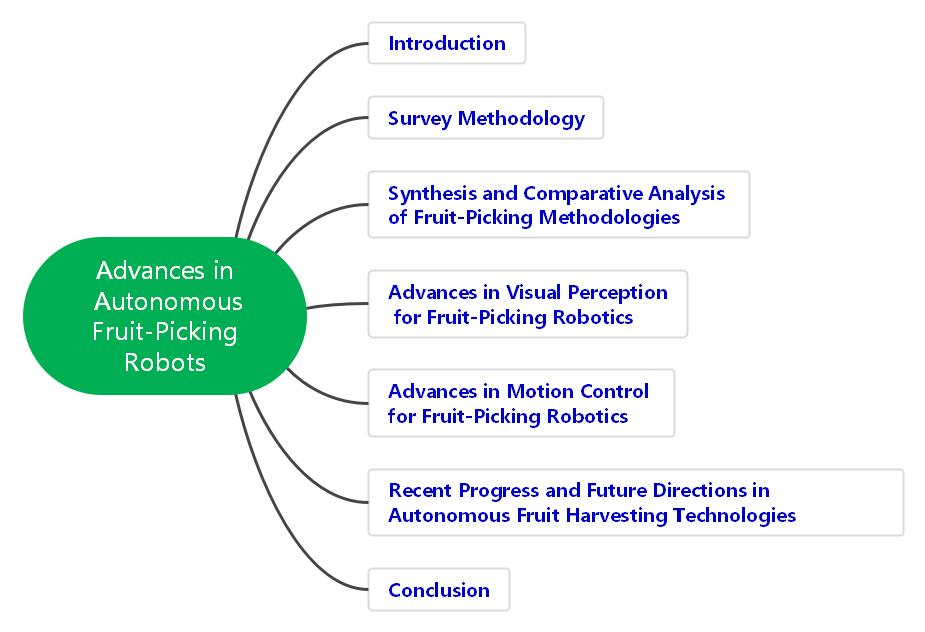 Introduction
Survey Methodology
Synthesis and Comparative Analysis
of Fruit-Picking Methodologies
Advances in
Autonomous
Fruit-Picking
Robots
Advances in Visual Perception
for Fruit-Picking Robotics
Advances in Motion Control
for Fruit-Picking Robotics
Recent Progress and Future Directions in
Autonomous Fruit Harvesting Technologies
Conclusion